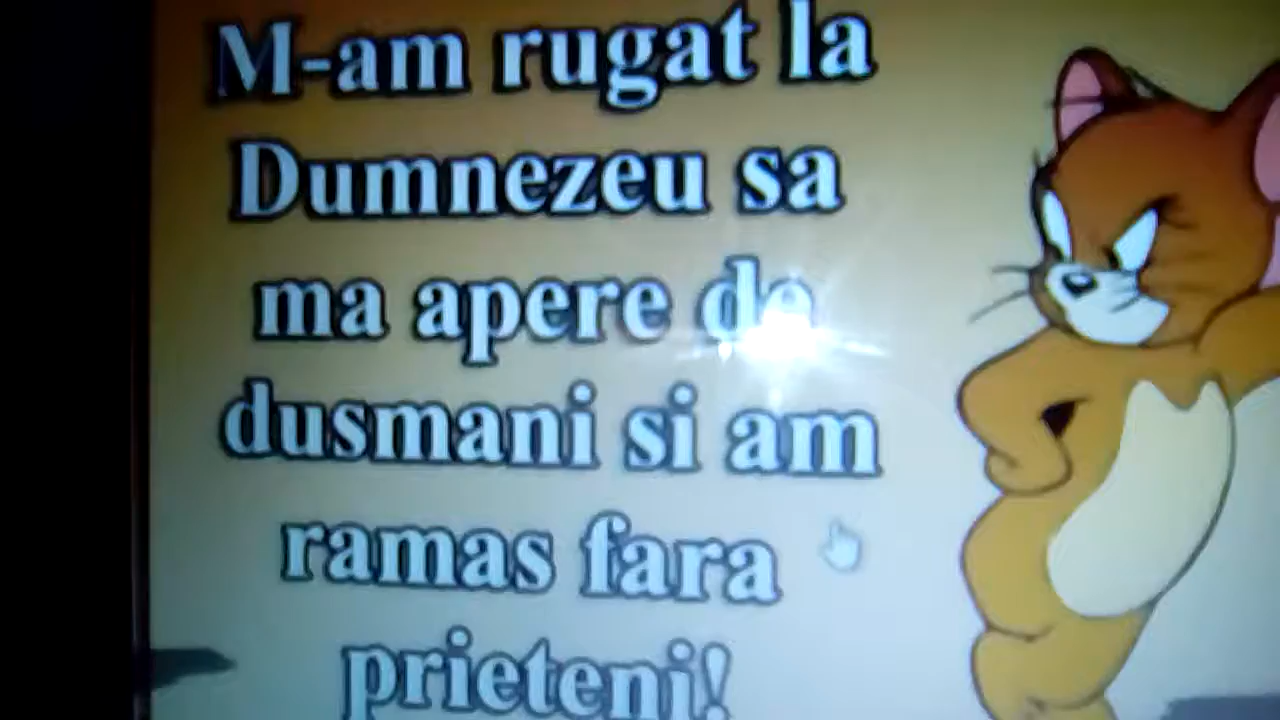 M-am rugat la
Dumnezeu sa
ma apere de
dusmani si am
ramas fara
prieteni!